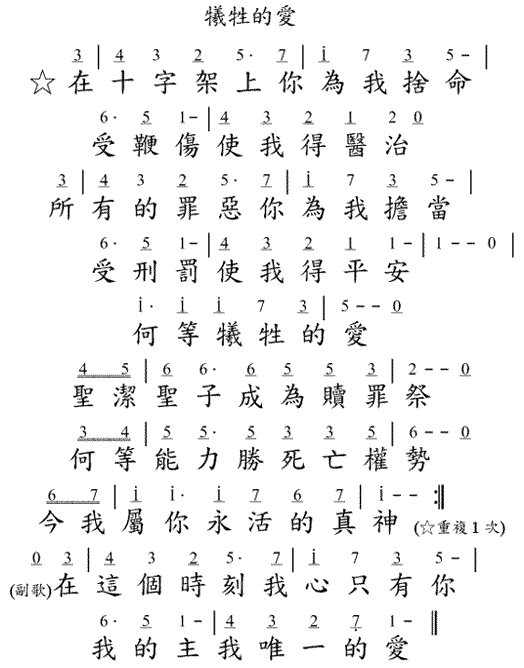 犧牲的愛
3 | 4 3 2 5· 7 | i 7 3 5 – |
☆在十字架上你為我捨命
6· 5 1– | 4 3 2 1 2 0
受鞭傷使我得醫治
3 | 4 3 2 5· 7 | i 7 3 5 – |
所有的罪惡你為我擔當
6· 5 1– | 4 3 2 1 1 – | 1 – – 0 |
受刑罰使我得平安
i· i i 7 3 | 5 – – 0
何等犧牲的愛
4 5 | 6 6· 6 5 5 3 | 2 – – 0
聖潔聖子成為贖罪祭
3 4 | 5 5· 5 3 3 5 | 6 – – 0
何等能力勝死亡權勢
6 7 | i i· i 7 6 7 | i – – :||
今我屬你永活的真神 (☆重複1次)
0 3 | 4 3 2 5· 7 | i 7 3 5 – |
(副歌)在這個時刻我心只有你
6· 5 1– | 4 3 2 7 1 – ||
我的主我唯一的愛